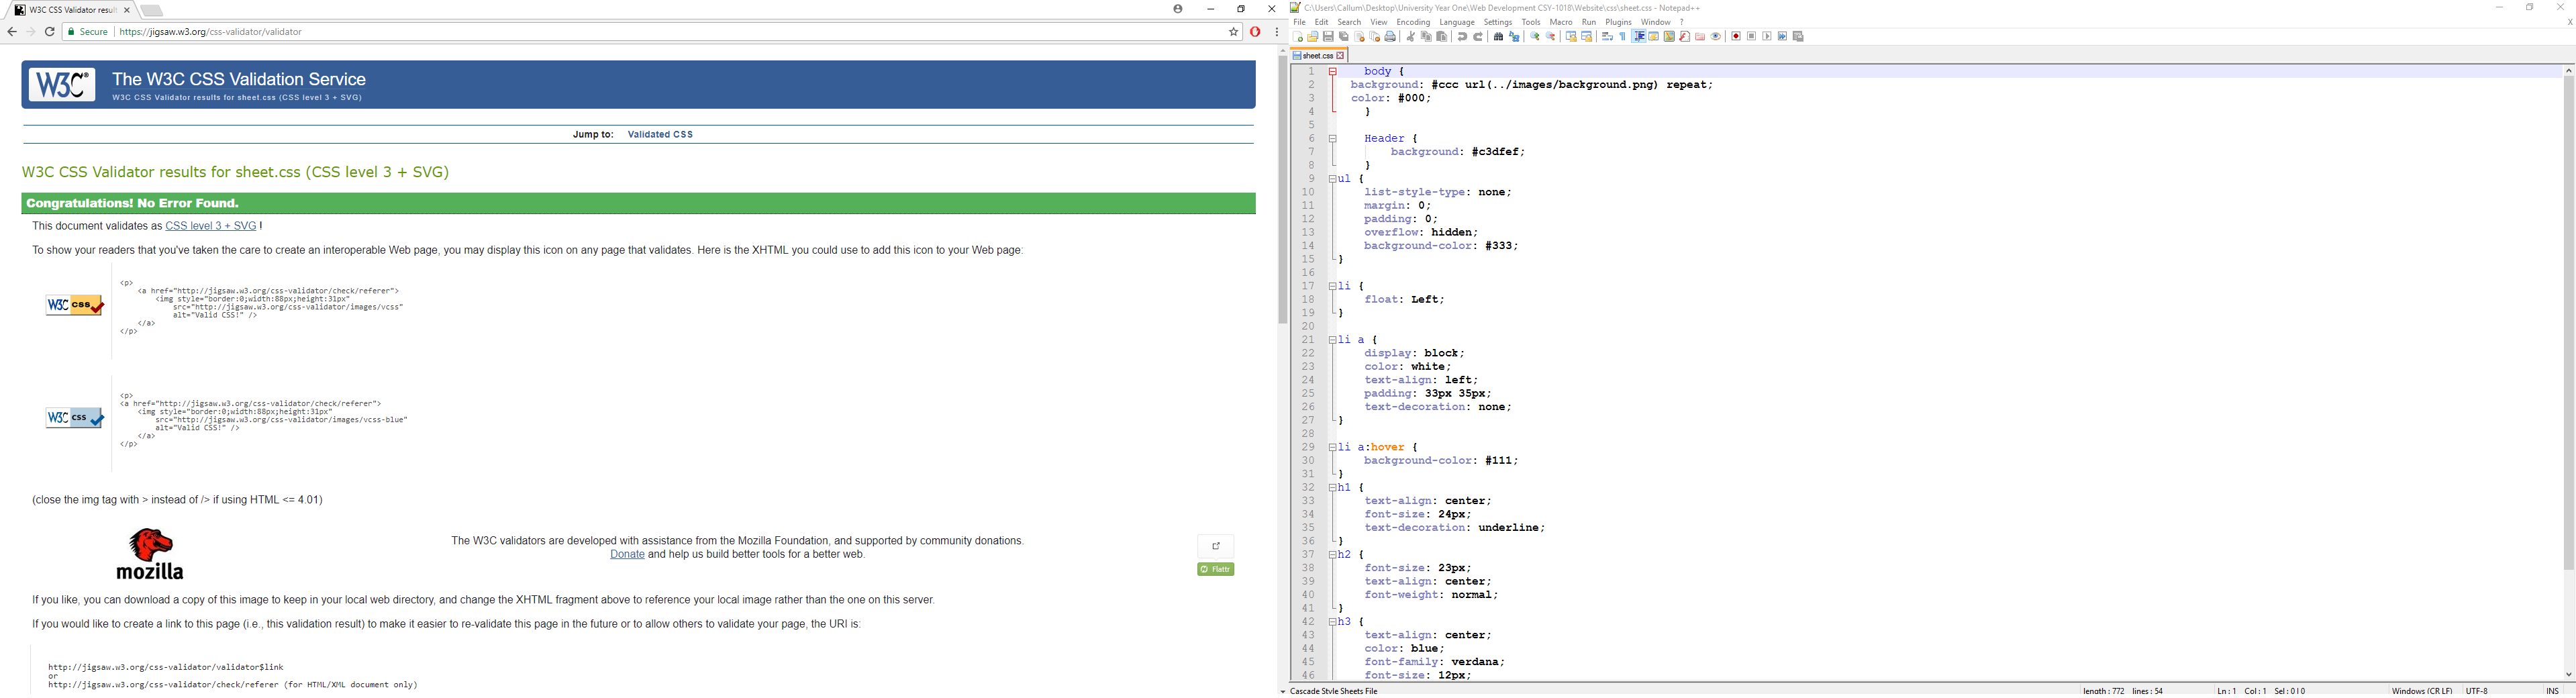 W3C CSS Validator result
Secure | https://jigsaw.w3.org/css-validator/validator
W3C®
The W3C CSS Validation Service
W3C CSS Validator results for sheet.css (CSS level 3 + SVG)
Jump to: Validated CSS
W3C CSS Validator results for sheet.css (CSS level 3 + SVG)
Congratulations! No Error Found.
This document validates as CSS level 3 + SVG !
To show your readers that you've taken the care to create an interoperable Web page, you may display this icon on any page that validates. Here is the XHTML you could use to add this icon to your Web page:
W3C css
<p>
<a href="http://jigsaw.w3.org/css-validator/check/referer">
<img style="border:0;width:88px;height:31px"
src="http://jigsaw.w3.org/css-validator/images/vcss"
alt="Valid CSS!" />
</a>
</p>
W3C css
<p>
<a href="http://jigsaw.w3.org/css-validator/check/referer">
<img style="border:0;width:88px;height:31px"
src="http://jigsaw.w3.org/css-validator/images/vcss-blue"
alt="Valid CSS!" />
</a>
</p>
(close the img tag with > instead of /> if using HTML <= 4.01)
mozilla
The W3C validators are developed with assistance from the Mozilla Foundation, and supported by community donations.
Donate and help us build better tools for a better web.
Flattr
If you like, you can download a copy of this image to keep in your local web directory, and change the XHTML fragment above to reference your local image rather than the one on this server.
If you would like to create a link to this page (i.e., this validation result) to make it easier to re-validate this page in the future or to allow others to validate your page, the URI is:
http://jigsaw.w3.org/css-validator/validator$link
or
http://jigsaw.w3.org/css-validator/check/referer (for HTML/XML document only)
C:\Users\Callum\Desktop\University Year One\Web Development CSY-1018\Website\css\sheet.css - Notepad++
File Edit Search View Encoding Language Settings Tools Macro Run Plugins Window ? X
sheet.css
1 body {
2 background: #ccc url(../images/background.png) repeat;
3 color: #000;
4 }
5
6 Header {
7 background: #c3dfef;
8 }
9 ul {
10 list-style-type: none;
11 margin: 0;
12 padding: 0;
13 overflow: hidden;
14 background-color: #333;
15 }
16
17 li {
18 float: Left;
19 }
20
21 li a {
22 display: block;
23 color: white;
24 text-align: left;
25 padding: 33px 35px;
26 text-decoration: none;
27 }
28
29 li a:hover {
30 background-color: #111;
31 }
32 h1 {
33 text-align: center;
34 font-size: 24px;
35 text-decoration: underline;
36 }
37 h2 {
38 font-size: 23px;
39 text-align: center;
40 font-weight: normal;
41 }
42 h3 {
43 text-align: center;
44 color: blue;
45 font-family: verdana;
46 font-size: 12px;
Cascade Style Sheets File length : 772 lines : 54 Ln : 1 Col : 1 Sel : 0 | 0 Windows (CR LF) UTF-8 INS